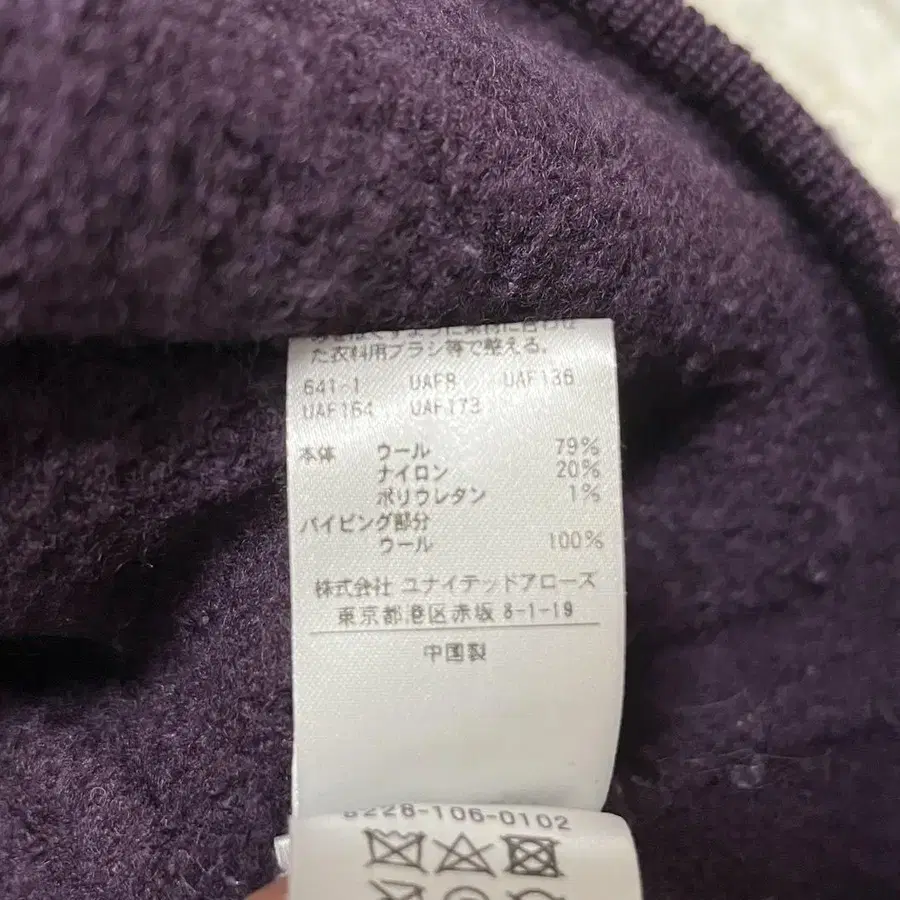 た衣料用ブラシ等で整える。
641-1 UAF8 UAF136
UAF164 UAF173
本体 ウール 79%
ナイロン 20%
ポリウレタン 1%
パイピング部分
ウール 100%
株式会社 ユナイテッドアローズ
東京都港区赤坂 8-1-19
中国製
228-106-0102